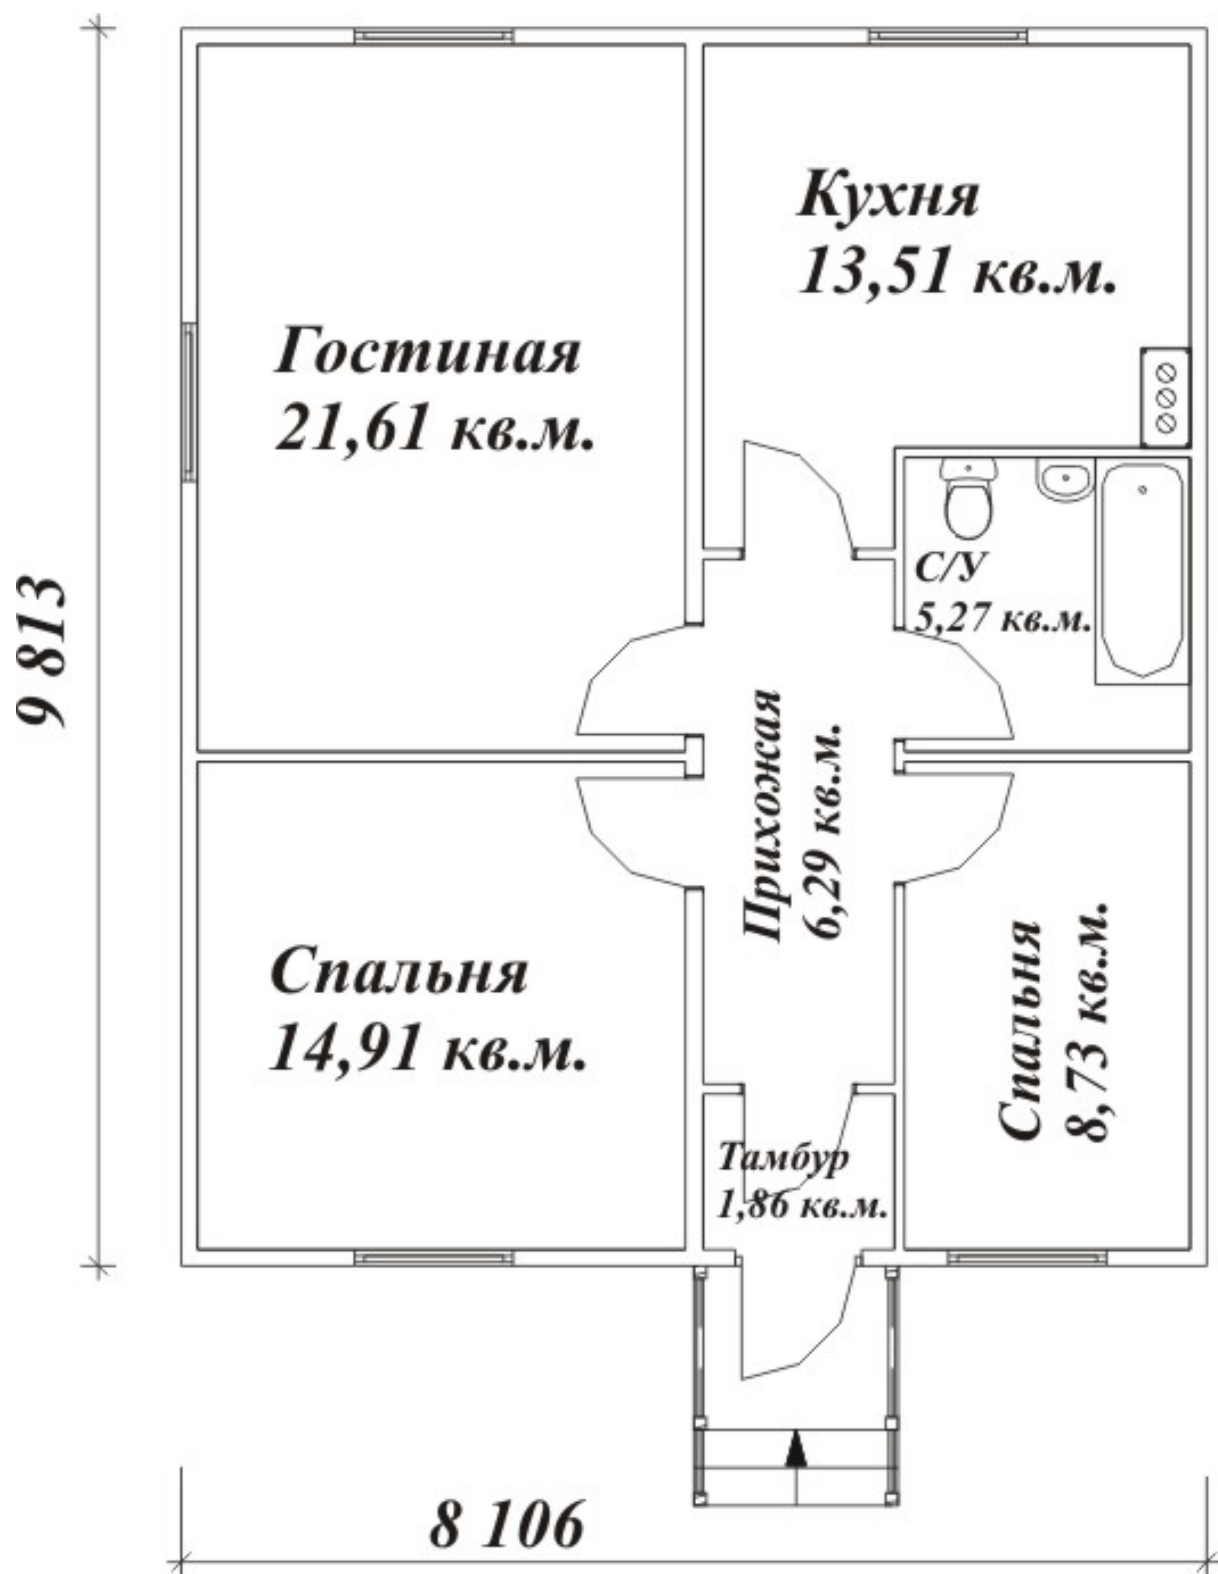 Кухня
13,51 кв.м.
Гостиная
21,61 кв.м.
С/У
5,27 кв.м.
9 813
Прихожая
6,29 кв.м.
Спальня
14,91 кв.м.
Спальня
8,73 кв.м.
Тамбур
1,86 кв.м.
8 106